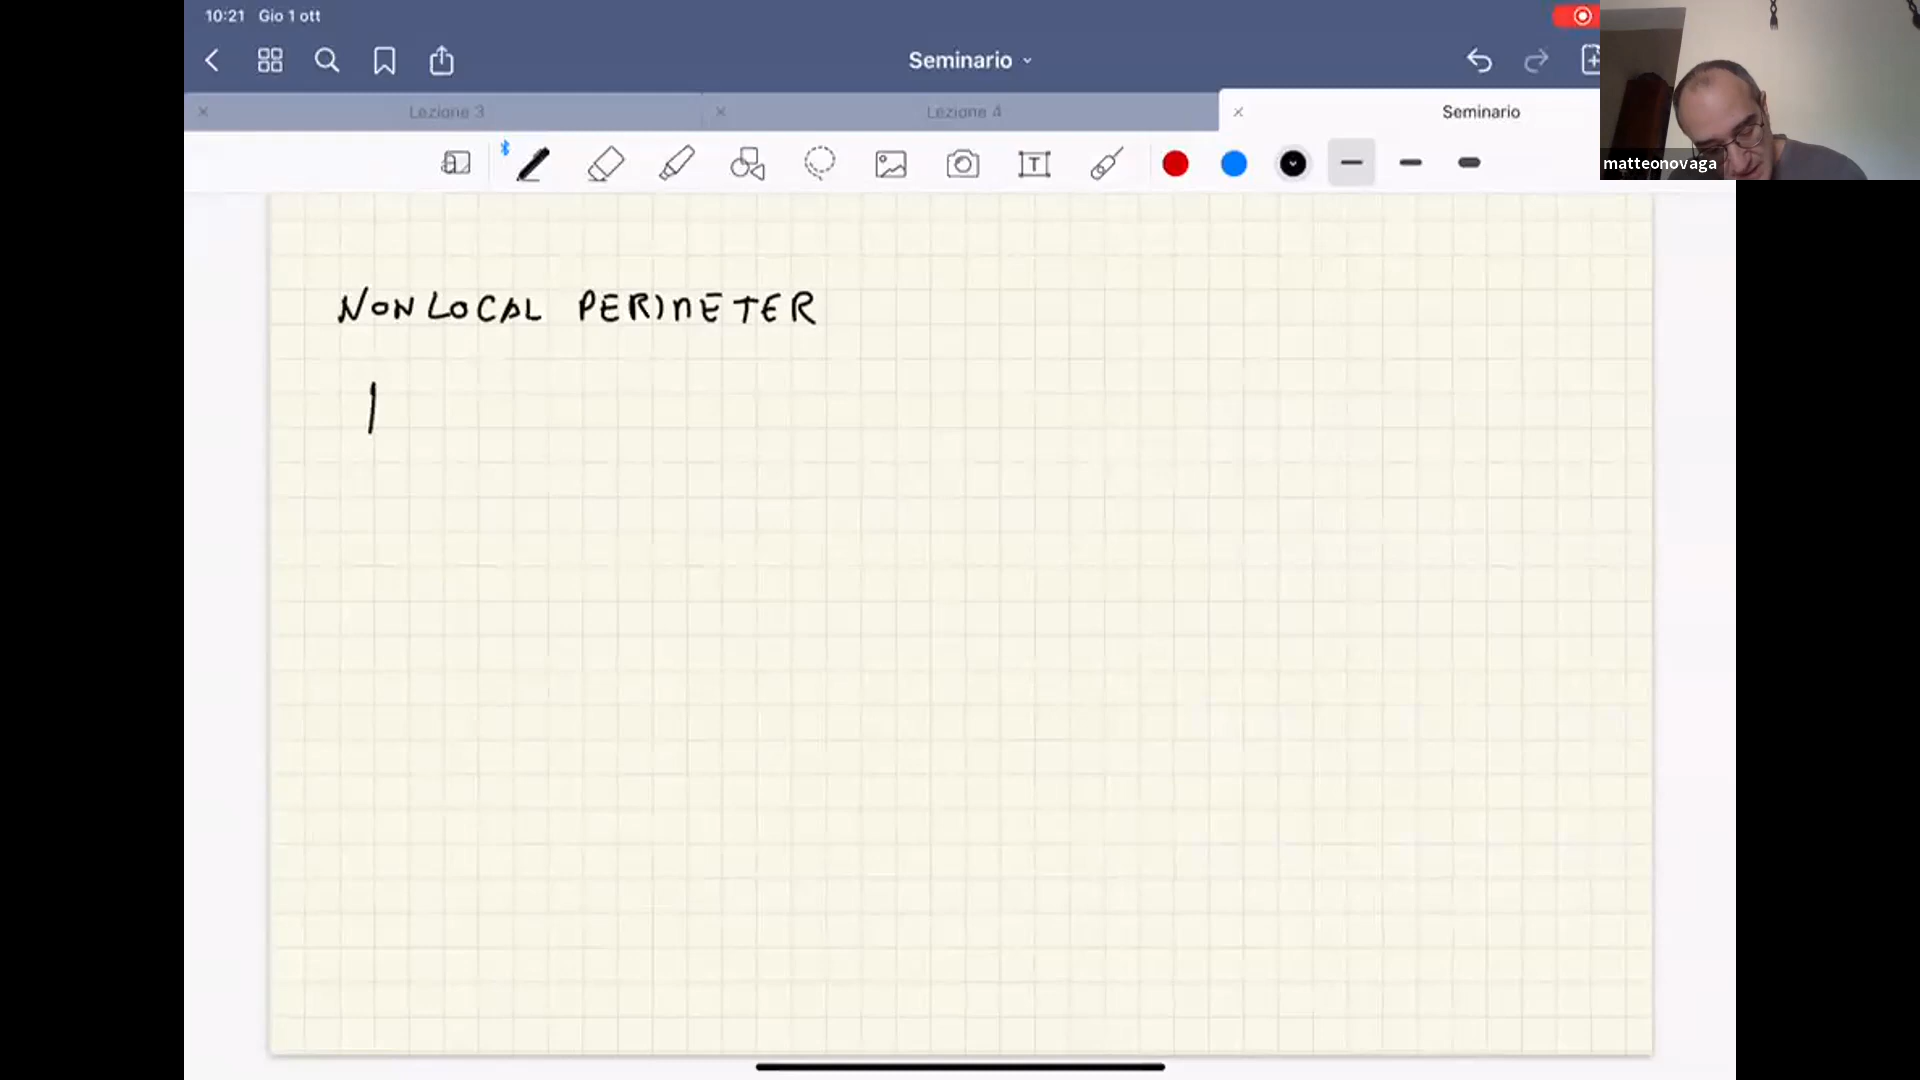 10:21 Gio 1 ott
Seminario
Lezione 3
Lezione 4
Seminario
T
matteonovaga
NONLOCAL PERIMETER